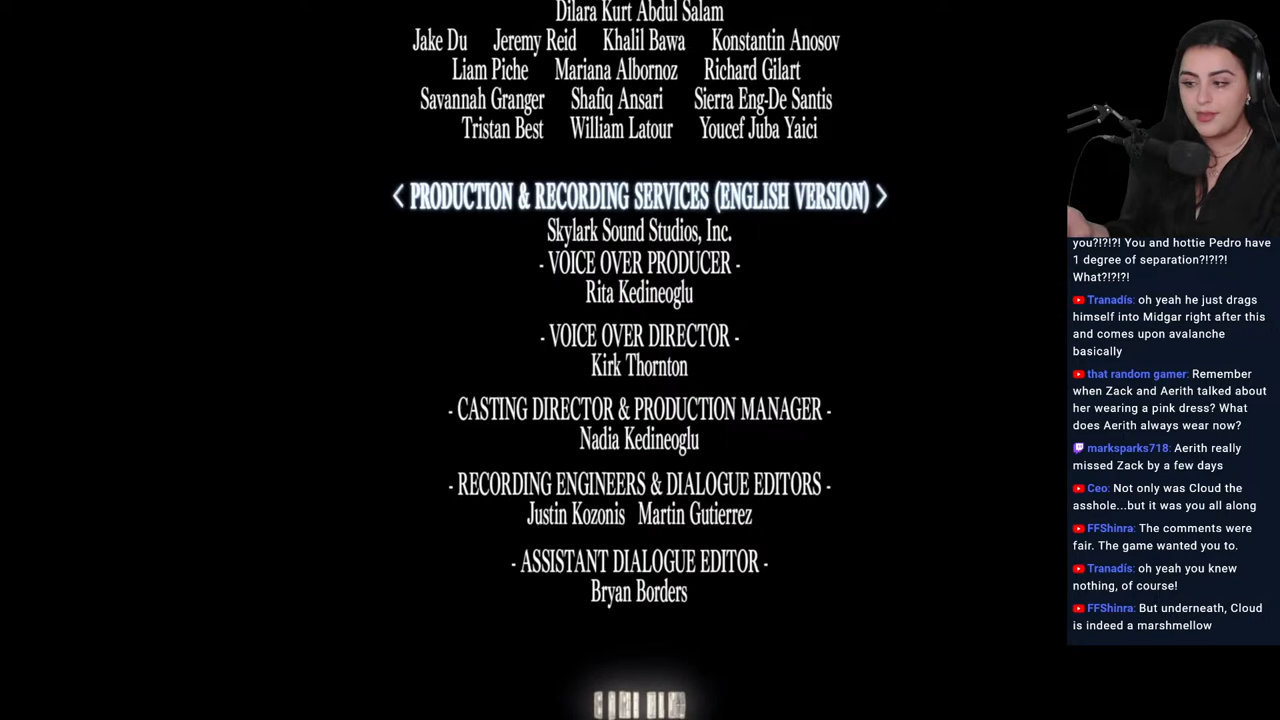 Dilara Kurt Abdul Salam
Jake Du Jeremy Reid Khalil Bawa Konstantin Anosov
Liam Piche Mariana Albornoz Richard Gilart
Savannah Granger Shafiq Ansari Sierra Eng-De Santis
Tristan Best William Latour Youcef Juba Yaici
< PRODUCTION & RECORDING SERVICES (ENGLISH VERSION) >
Skylark Sound Studios, Inc.
- VOICE OVER PRODUCER -
Rita Kedineoglu
- VOICE OVER DIRECTOR -
Kirk Thornton
- CASTING DIRECTOR & PRODUCTION MANAGER -
Nadia Kedineoglu
- RECORDING ENGINEERS & DIALOGUE EDITORS -
Justin Kozonis Martin Gutierrez
- ASSISTANT DIALOGUE EDITOR -
Bryan Borders
you?!?!?! You and hottie Pedro have
1 degree of separation?!?!?!
What?!?!?!
Tranadís: oh yeah he just drags
himself into Midgar right after this
and comes upon avalanche
basically
that random gamer: Remember
when Zack and Aerith talked about
her wearing a pink dress? What
does Aerith always wear now?
marksparks718: Aerith really
missed Zack by a few days
Ceo: Not only was Cloud the
asshole...but it was you all along
FFShinra: The comments were
fair. The game wanted you to.
Tranadís: oh yeah you knew
nothing, of course!
FFShinra: But underneath, Cloud
is indeed a marshmellow